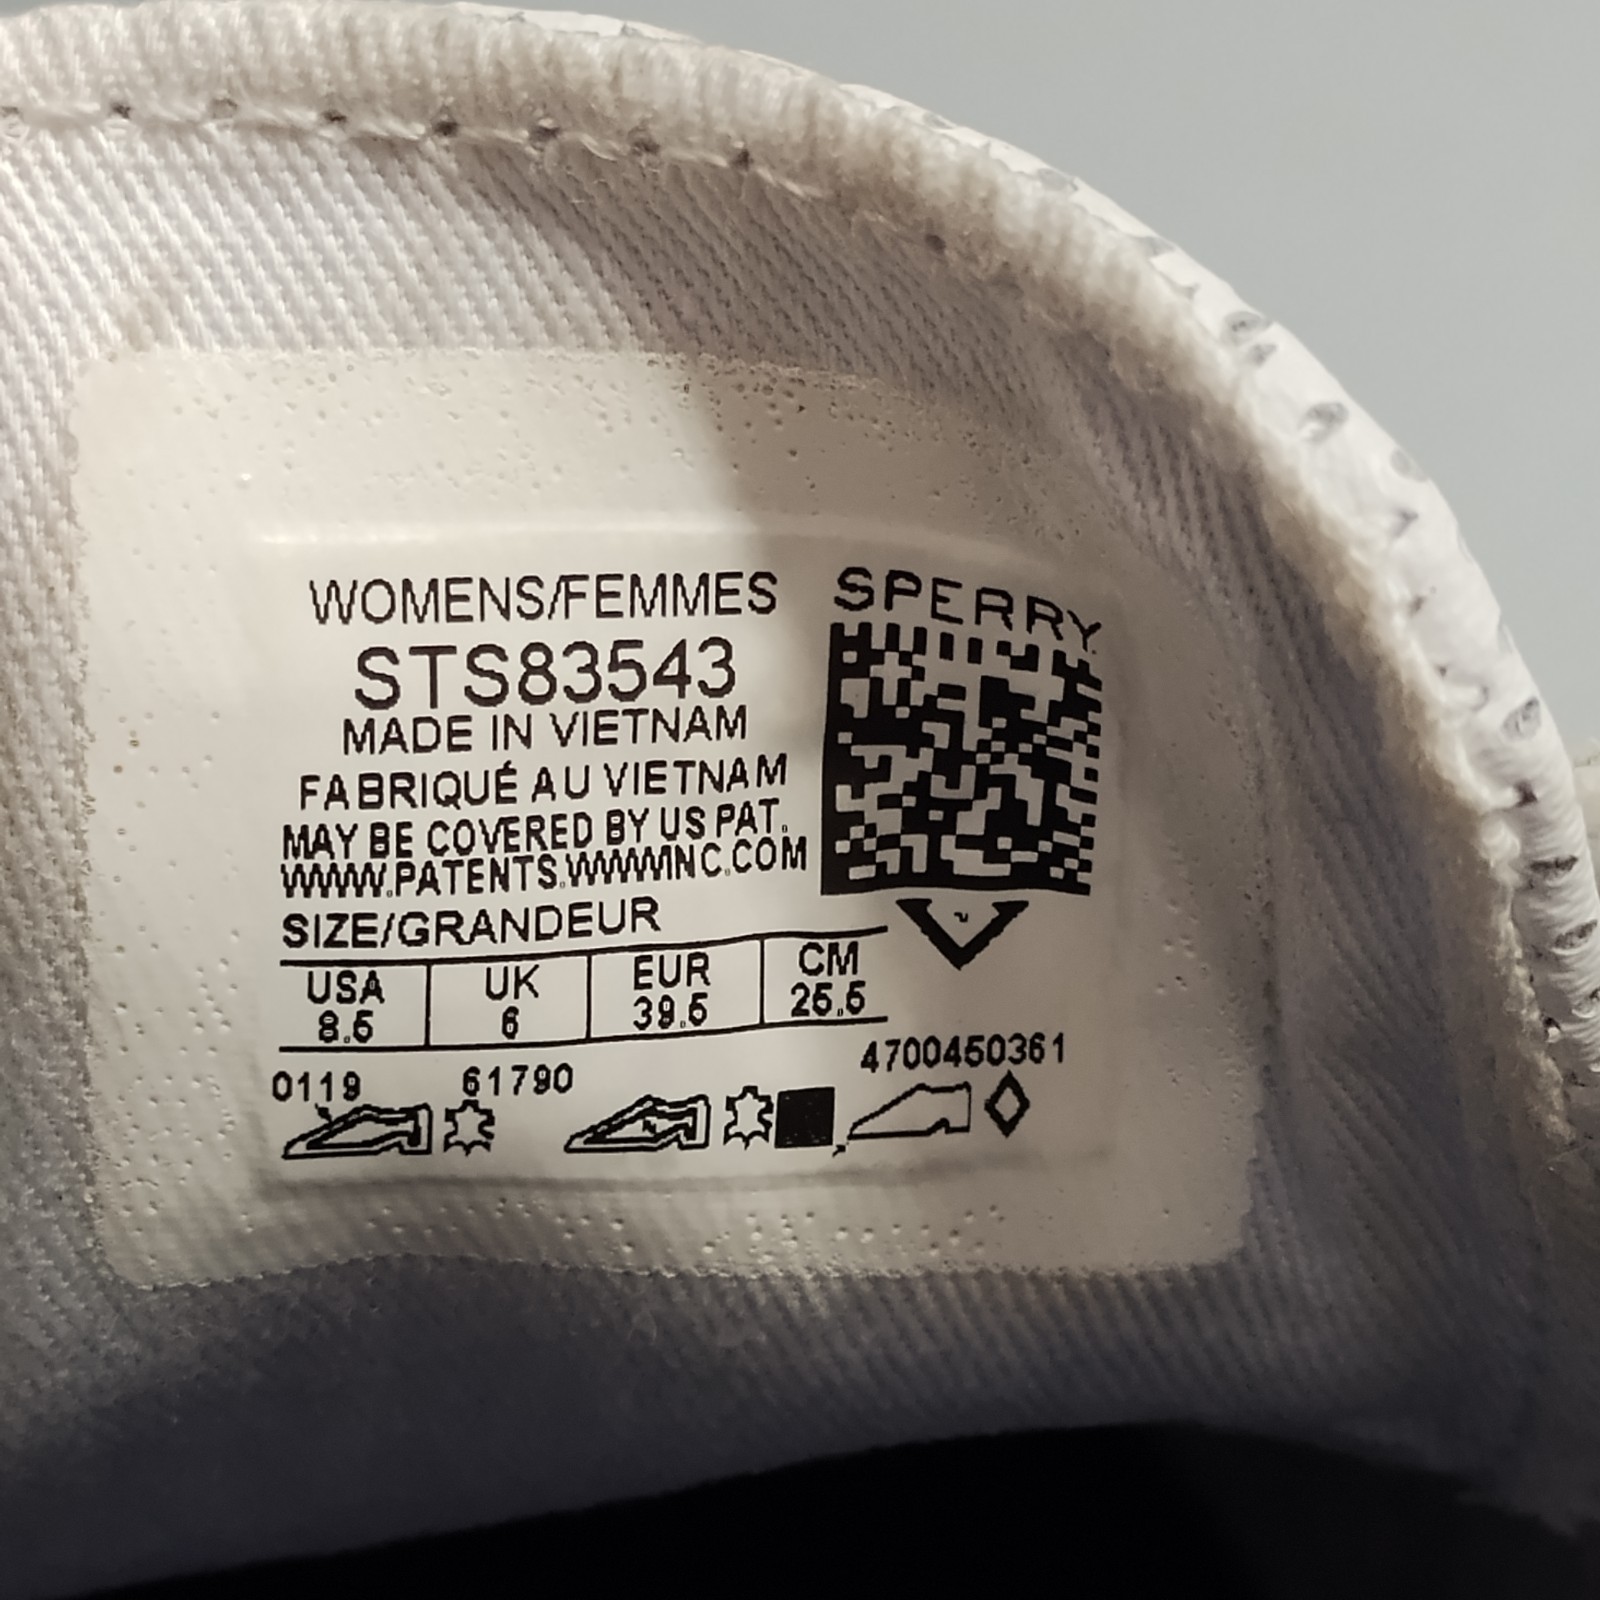 WOMENS/FEMMES
STS83543
MADE IN VIETNAM
FABRIQUÉ AU VIETNAM
MAY BE COVERED BY US PAT.
WWW.PATENTS.WWWINC.COM
SPERRY
SIZE/GRANDEUR
USA UK EUR CM
8.5 6 39.5 25.5
0119 61790 4700450361